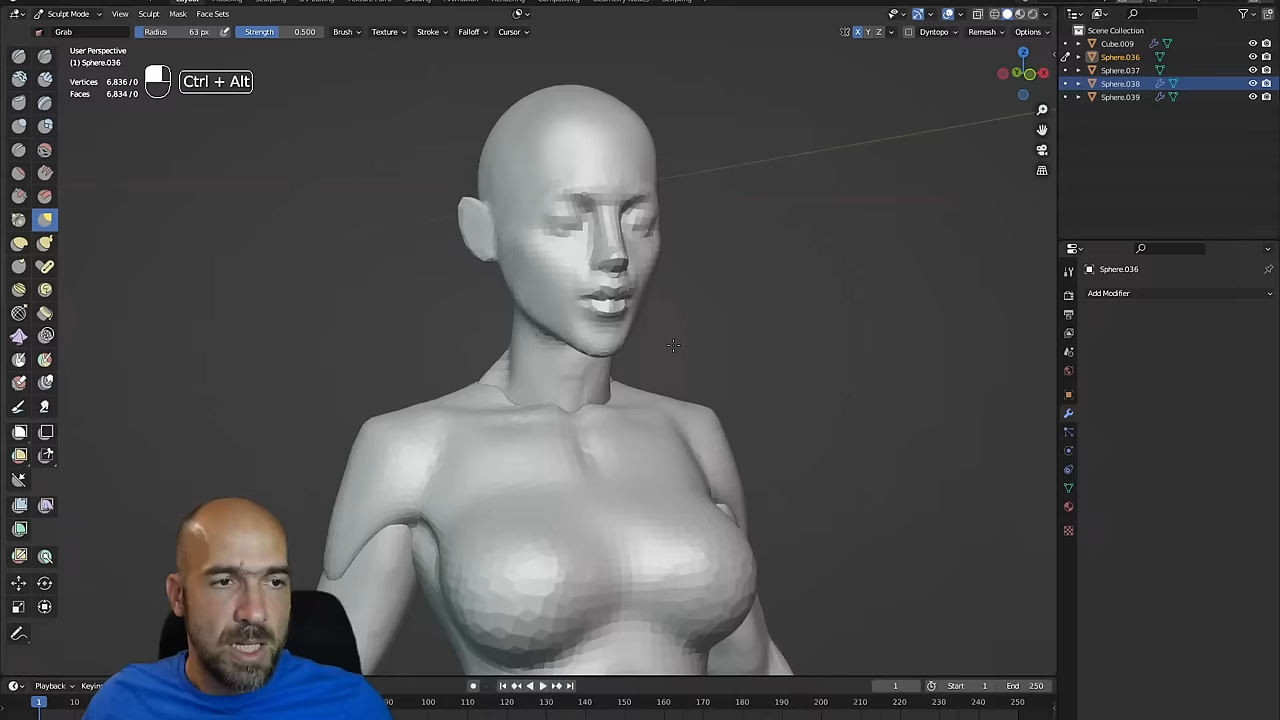 Sculpt Mode View Sculpt Mask Face Sets
Grab Radius 63 px Strength 0.500 Brush Texture Stroke Falloff Cursor X Y Z Dyntopo Remesh Options
User Perspective
(1) Sphere.036
Vertices 6,836 / 0
Faces 6,834 / 0
Ctrl + Alt
Z
Y
X
Scene Collection
Cube.009
Sphere.036
Sphere.037
Sphere.038
Sphere.039
Sphere.036
Add Modifier
Playback Keying
1 Start 1 End 250
1 10 80 90 100 110 120 130 140 150 160 170 180 190 200 210 220 230 240 250